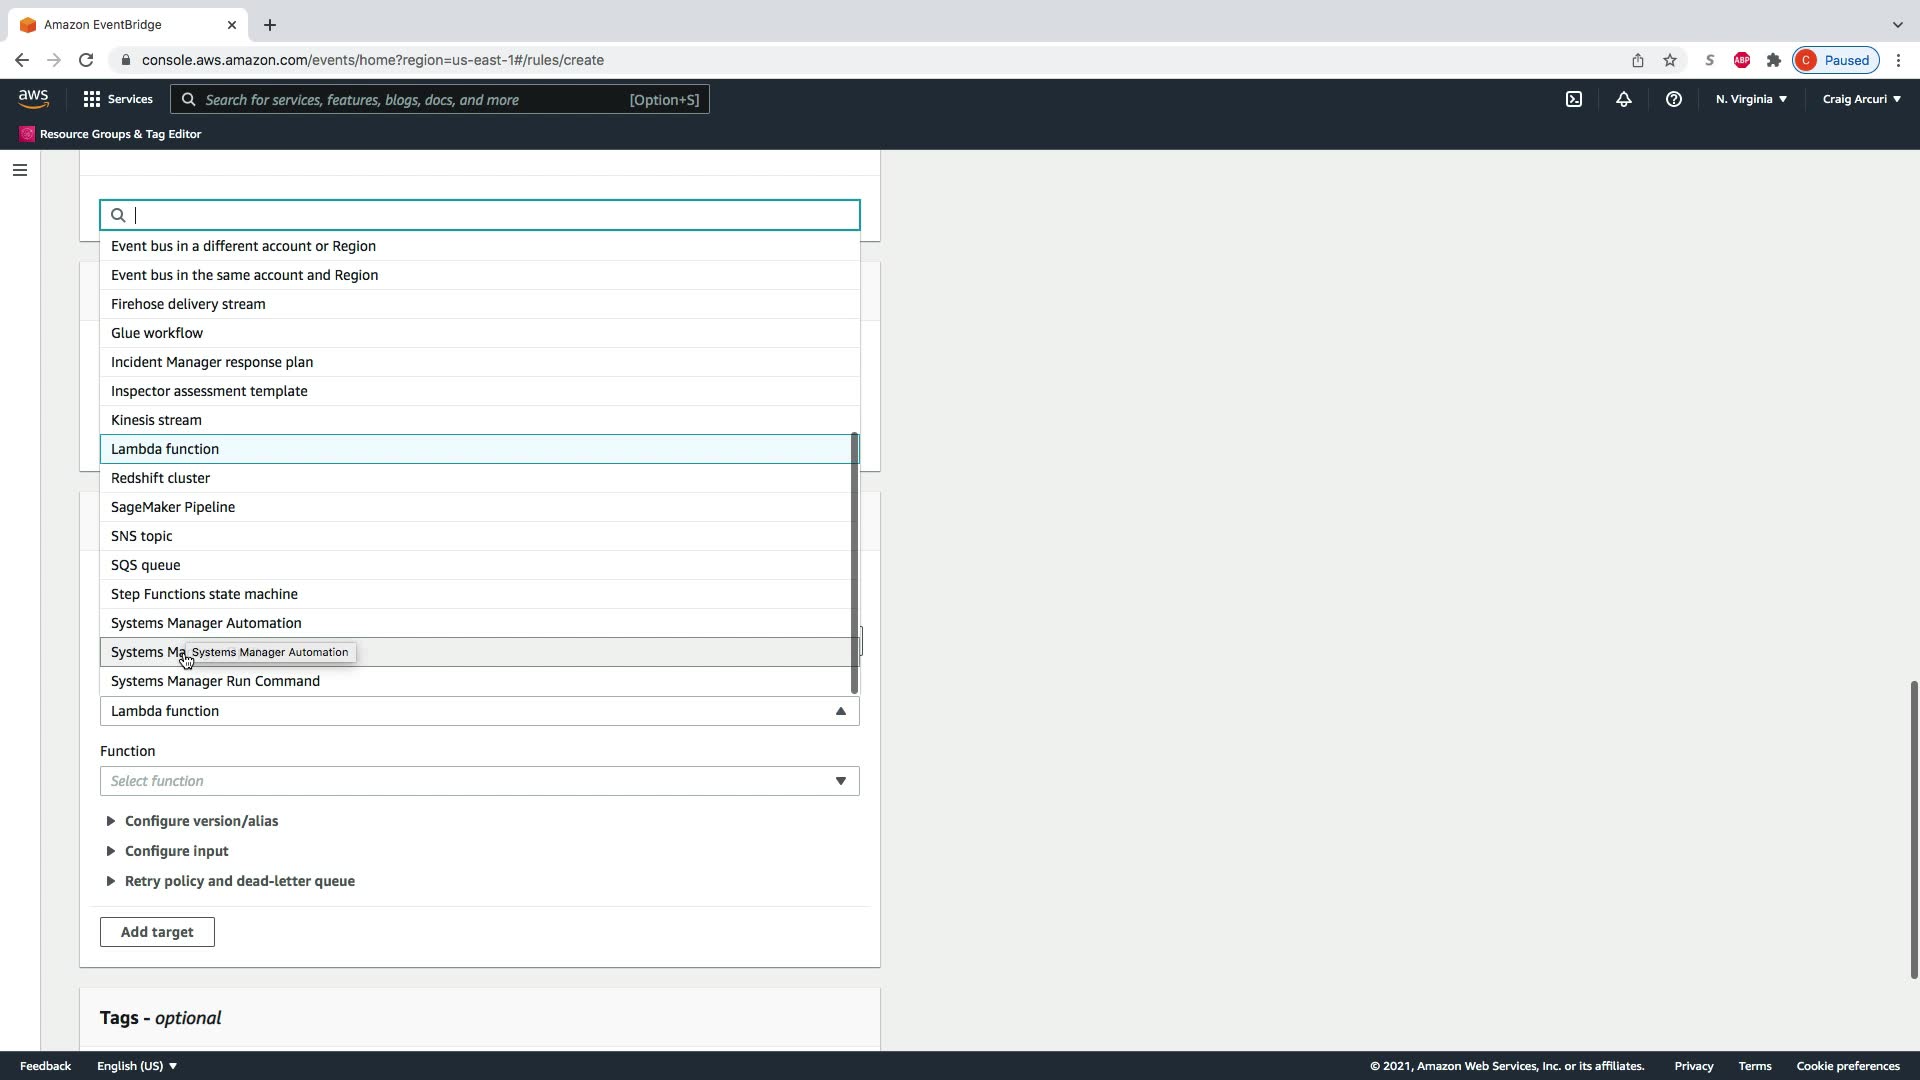 Amazon EventBridge
console.aws.amazon.com/events/home?region=us-east-1#/rules/create
S
ABP
C Paused
aws
Services
Search for services, features, blogs, docs, and more [Option+S]
N. Virginia
Craig Arcuri
Resource Groups & Tag Editor
Event bus in a different account or Region
Event bus in the same account and Region
Firehose delivery stream
Glue workflow
Incident Manager response plan
Inspector assessment template
Kinesis stream
Lambda function
Redshift cluster
SageMaker Pipeline
SNS topic
SQS queue
Step Functions state machine
Systems Manager Automation
Systems Ma
Systems Manager Automation
Systems Manager Run Command
Lambda function
Function
Select function
Configure version/alias
Configure input
Retry policy and dead-letter queue
Add target
Tags - optional
Feedback
English (US)
© 2021, Amazon Web Services, Inc. or its affiliates.
Privacy
Terms
Cookie preferences